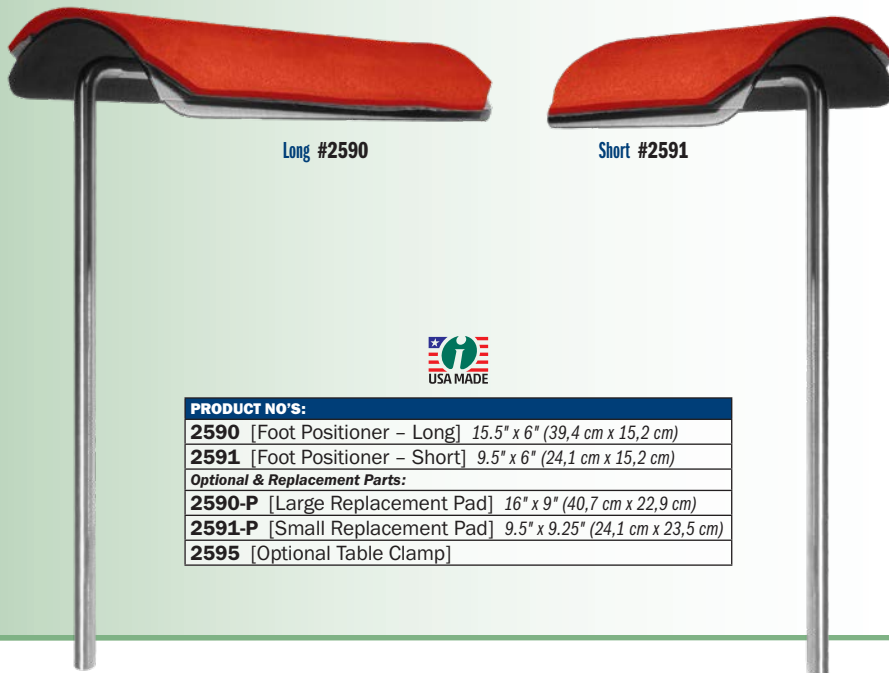 Long #2590
Short #2591
i
USA MADE
PRODUCT NO'S:
2590 [Foot Positioner – Long] 15.5" x 6" (39,4 cm x 15,2 cm)
2591 [Foot Positioner – Short] 9.5" x 6" (24,1 cm x 15,2 cm)
Optional & Replacement Parts:
2590-P [Large Replacement Pad] 16" x 9" (40,7 cm x 22,9 cm)
2591-P [Small Replacement Pad] 9.5" x 9.25" (24,1 cm x 23,5 cm)
2595 [Optional Table Clamp]